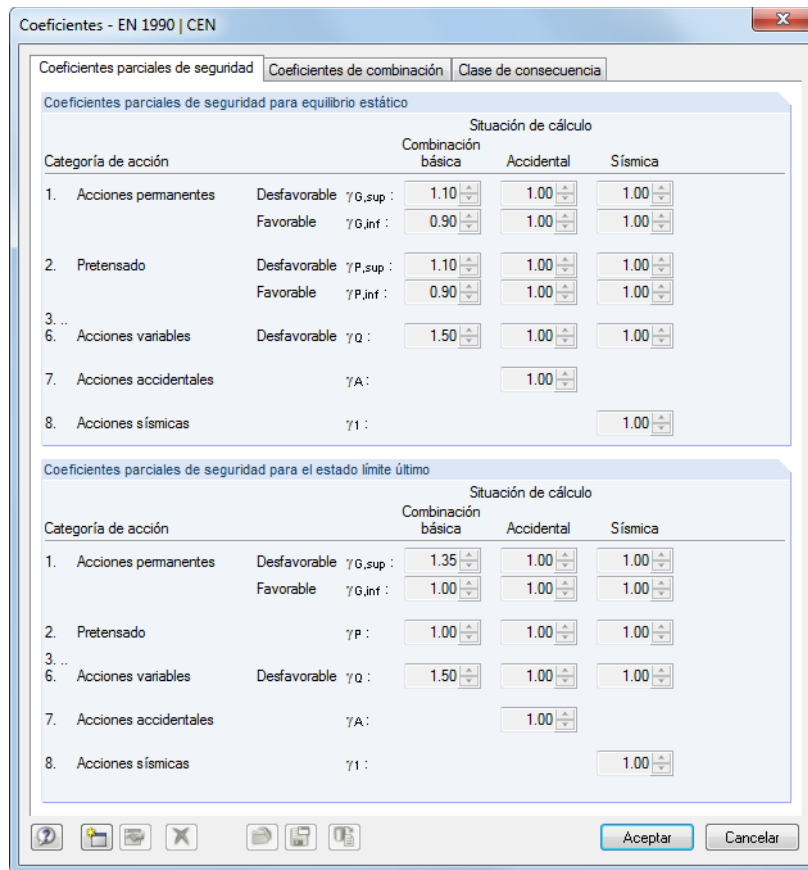 Coeficientes - EN 1990 | CEN
Coeficientes parciales de seguridad Coeficientes de combinación Clase de consecuencia
Coeficientes parciales de seguridad para equilibrio estático
Situación de cálculo
Combinación
Categoría de acción básica Accidental Sísmica
1. Acciones permanentes Desfavorable γG,sup : 1.10 1.00 1.00
Favorable γG,inf : 0.90 1.00 1.00
2. Pretensado Desfavorable γP,sup : 1.10 1.00 1.00
Favorable γP,inf : 0.90 1.00 1.00
3. ..
6. Acciones variables Desfavorable γQ : 1.50 1.00 1.00
7. Acciones accidentales γA : 1.00
8. Acciones sísmicas γ1 : 1.00
Coeficientes parciales de seguridad para el estado límite último
Situación de cálculo
Combinación
Categoría de acción básica Accidental Sísmica
1. Acciones permanentes Desfavorable γG,sup : 1.35 1.00 1.00
Favorable γG,inf : 1.00 1.00 1.00
2. Pretensado γP : 1.00 1.00 1.00
3. ..
6. Acciones variables Desfavorable γQ : 1.50 1.00 1.00
7. Acciones accidentales γA : 1.00
8. Acciones sísmicas γ1 : 1.00
Aceptar Cancelar